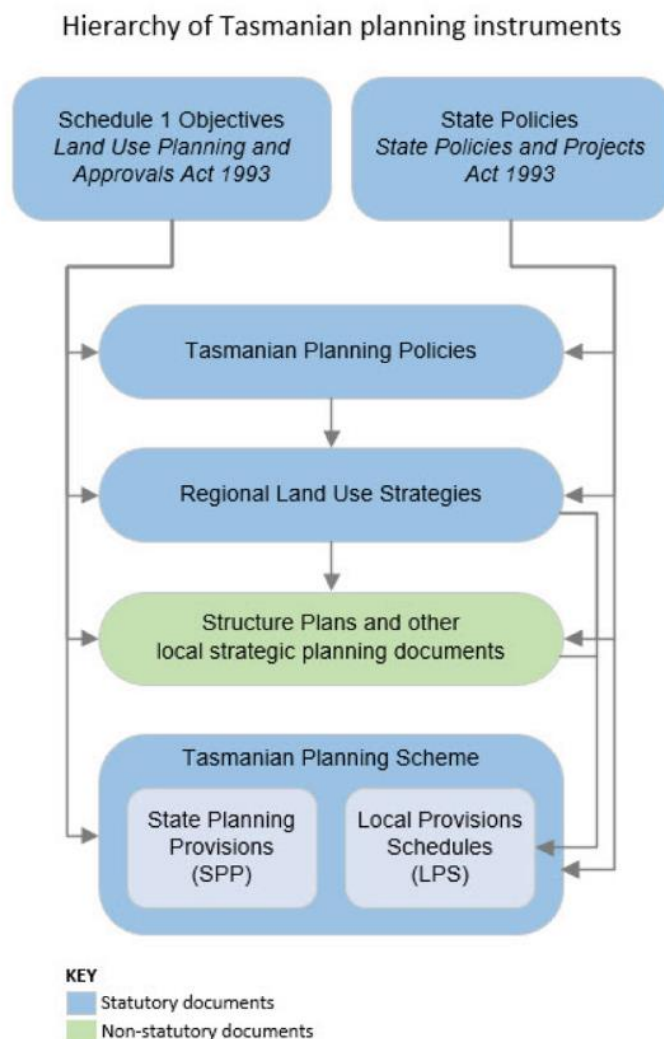 Hierarchy of Tasmanian planning instruments
Schedule 1 Objectives
Land Use Planning and
Approvals Act 1993
State Policies
State Policies and Projects
Act 1993
Tasmanian Planning Policies
Regional Land Use Strategies
Structure Plans and other
local strategic planning documents
Tasmanian Planning Scheme
State Planning
Provisions
(SPP)
Local Provisions
Schedules
(LPS)
KEY
Statutory documents
Non-statutory documents